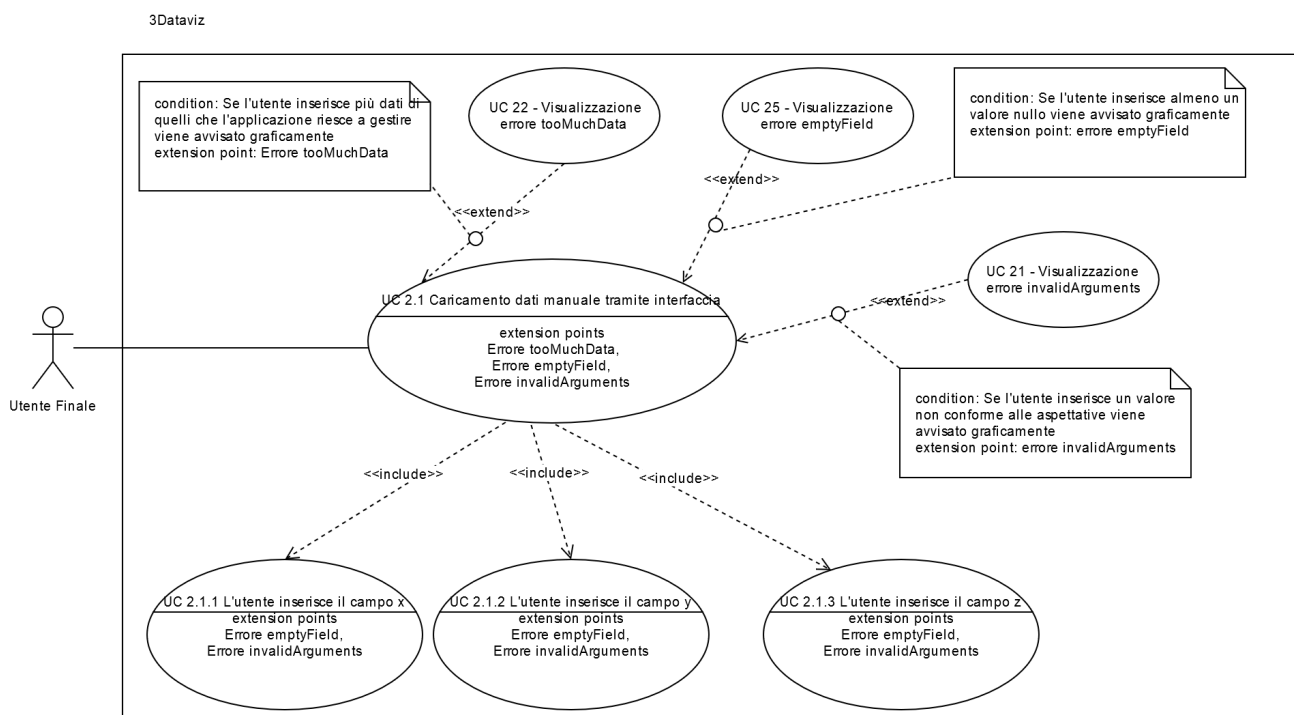 3Dataviz
condition: Se l'utente inserisce più dati di
quelli che l'applicazione riesce a gestire
viene avvisato graficamente
extension point: Errore tooMuchData
UC 22 - Visualizzazione
errore tooMuchData
UC 25 - Visualizzazione
errore emptyField
condition: Se l'utente inserisce almeno un
valore nullo viene avvisato graficamente
extension point: errore emptyField
<<extend>>
<<extend>>
UC 21 - Visualizzazione
errore invalidArguments
<<extend>>
UC 2.1 Caricamento dati manuale tramite interfaccia
extension points
Errore tooMuchData,
Errore emptyField,
Errore invalidArguments
Utente Finale
condition: Se l'utente inserisce un valore
non conforme alle aspettative viene
avvisato graficamente
extension point: errore invalidArguments
<<include>>
<<include>>
<<include>>
UC 2.1.1 L'utente inserisce il campo x
extension points
Errore emptyField,
Errore invalidArguments
UC 2.1.2 L'utente inserisce il campo y
extension points
Errore emptyField,
Errore invalidArguments
UC 2.1.3 L'utente inserisce il campo z
extension points
Errore emptyField,
Errore invalidArguments